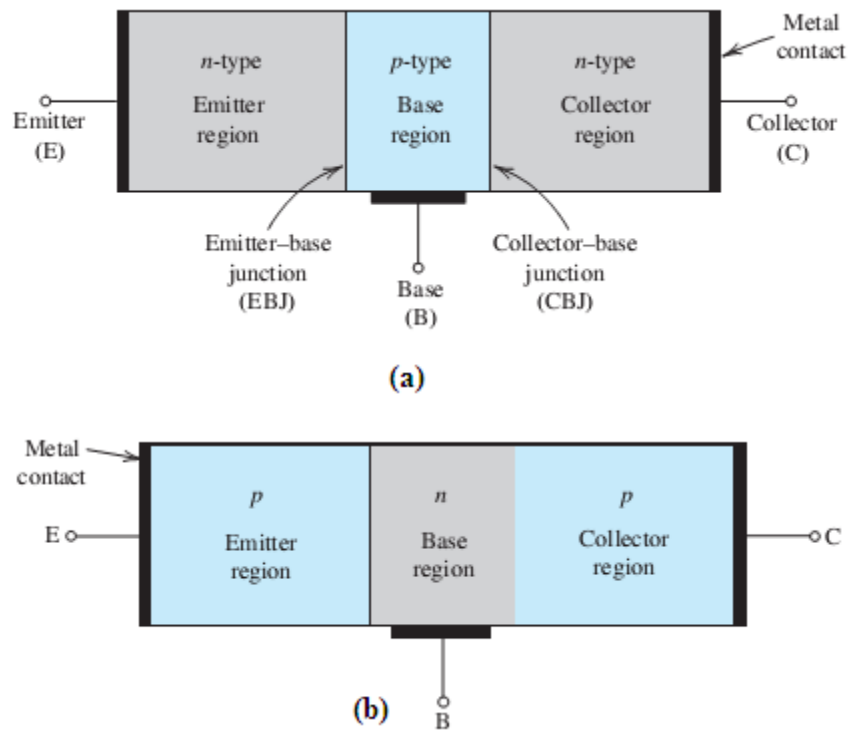 Metal
contact
n-type
Emitter
region
p-type
Base
region
n-type
Collector
region
Emitter
(E)
Collector
(C)
Emitter–base
junction
(EBJ)
Base
(B)
Collector–base
junction
(CBJ)
(a)
Metal
contact
p
Emitter
region
n
Base
region
p
Collector
region
E
C
B
(b)